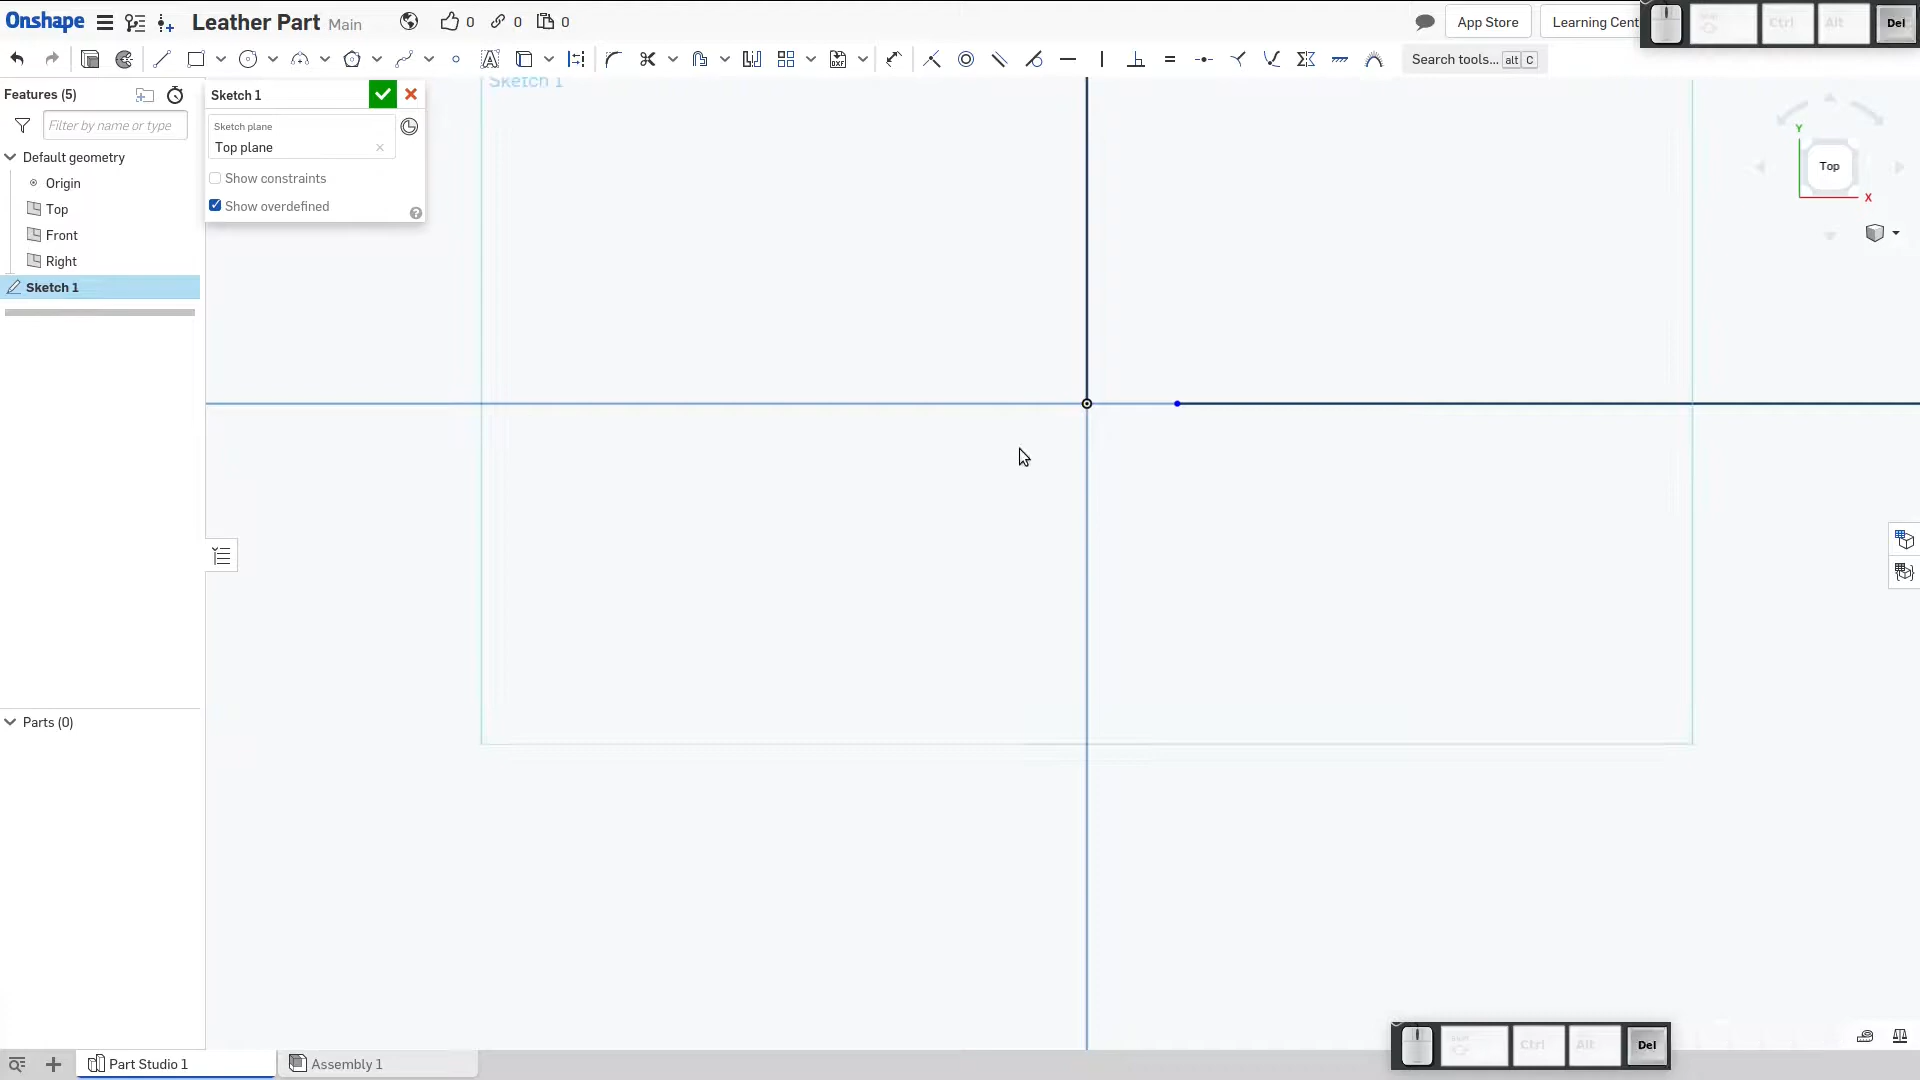 Onshape Leather Part Main 0 0 0 App Store Learning Cent Ctrl Alt Del
Search tools... alt C
Features (5)
Filter by name or type
Default geometry
Origin
Top
Front
Right
Sketch 1
Parts (0)
Sketch 1
Sketch plane
Top plane
Show constraints
Show overdefined
Sketch 1
Y
Top
X
Ctrl Alt Del
Part Studio 1 Assembly 1